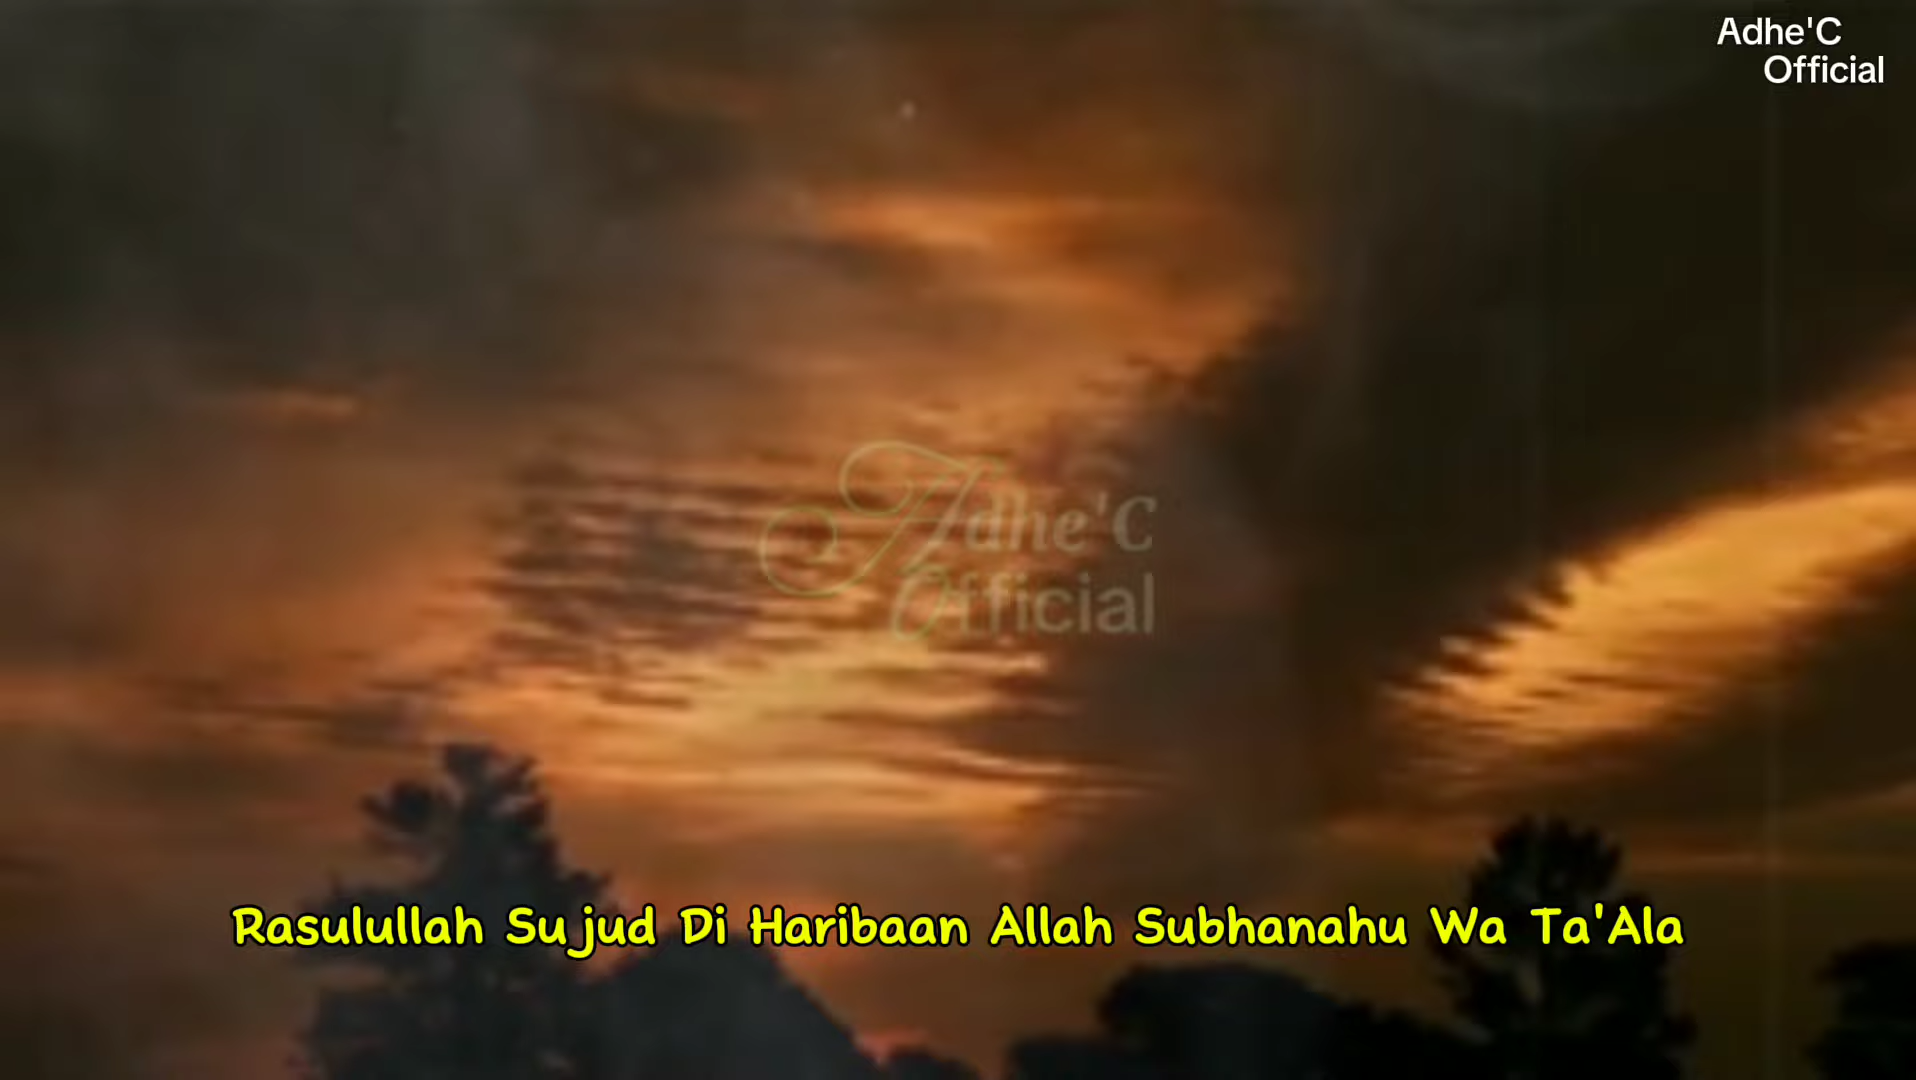 Adhe'C
Official
Adhe'C
Official
Rasulullah Sujud Di Haribaan Allah Subhanahu Wa Ta'Ala